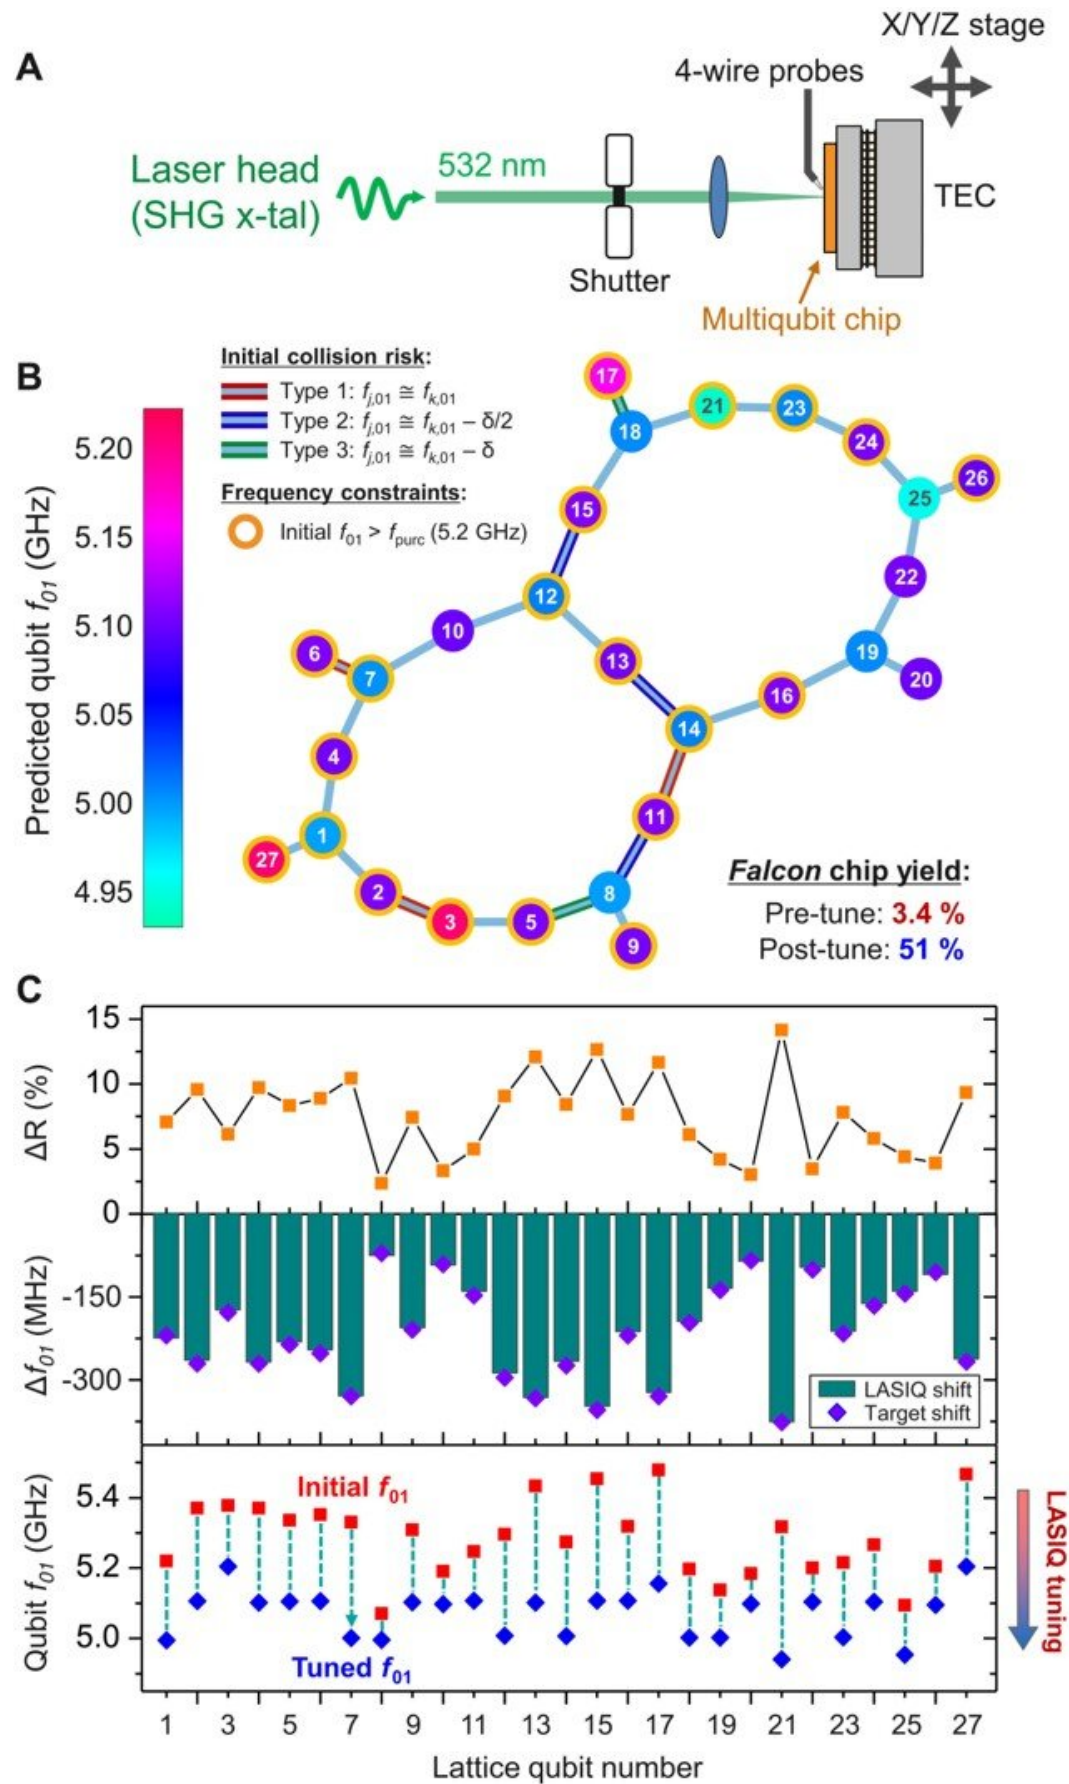 A
X/Y/Z stage
4-wire probes
Laser head
(SHG x-tal)
532 nm
Shutter
TEC
Multiqubit chip
B
Initial collision risk:
Type 1: fj,01 ≅ fk,01
Type 2: fj,01 ≅ fk,01 − δ/2
Type 3: fj,01 ≅ fk,01 − δ
Frequency constraints:
Initial f01 > fpurc (5.2 GHz)
Predicted qubit f01 (GHz)
5.20
5.15
5.10
5.05
5.00
4.95
17
21
23
18
24
26
25
15
12
22
10
13
19
20
6
7
16
14
4
11
1
27
2
8
3
5
9
Falcon chip yield:
Pre-tune: 3.4 %
Post-tune: 51 %
C
ΔR (%)
15
10
5
0
Δf01 (MHz)
-150
-300
LASIQ shift
Target shift
Qubit f01 (GHz)
5.4
5.2
5.0
Initial f01
Tuned f01
LASIQ tuning
1 3 5 7 9 11 13 15 17 19 21 23 25 27
Lattice qubit number